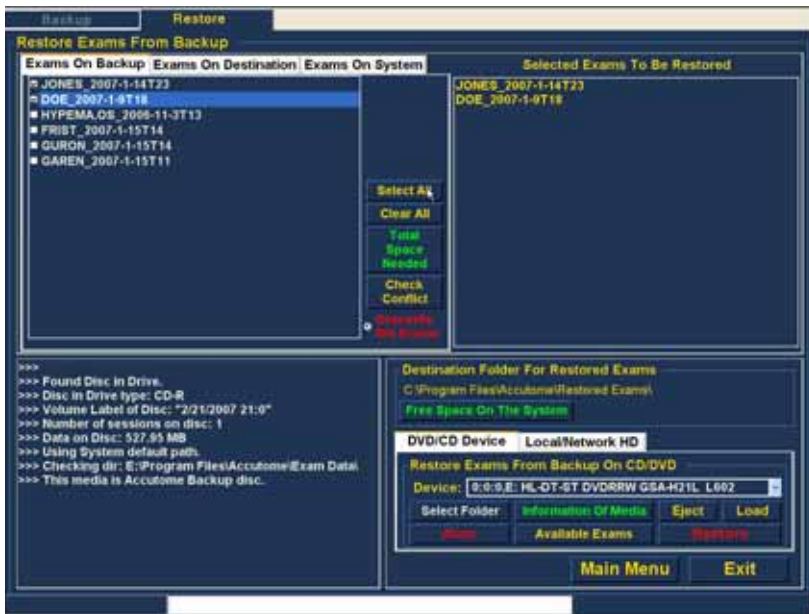 Backup Restore
Restore Exams From Backup
Exams On Backup Exams On Destination Exams On System
Selected Exams To Be Restored
JONES_2007-1-14T23
DOE_2007-1-9T18
HYPEMA.OS_2006-11-3T13
FRIST_2007-1-15T14
GURON_2007-1-15T14
GAREN_2007-1-15T11
JONES_2007-1-14T23
DOE_2007-1-9T18
Select All
Clear All
Total
Space
Needed
Check
Conflict
Overwrite
>>>
>>> Found Disc in Drive.
>>> Disc in Drive type: CD-R
>>> Volume Label of Disc: "2/21/2007 21:0"
>>> Number of sessions on disc: 1
>>> Data on Disc: 527.95 MB
>>> Using System default path.
>>> Checking dir: E:\Program Files\Accutome\Exam Data\
>>> This media is Accutome Backup disc.
Destination Folder For Restored Exams
C:\Program Files\Accutome\Restored Exams\
Free Space On The System
DVD/CD Device Local/Network HD
Restore Exams From Backup On CD/DVD
Device: 0:0:0,E: HL-DT-ST DVDRRW GSA-H21L L602
Select Folder Information Of Media Eject Load
Abort Available Exams Restore
Main Menu Exit